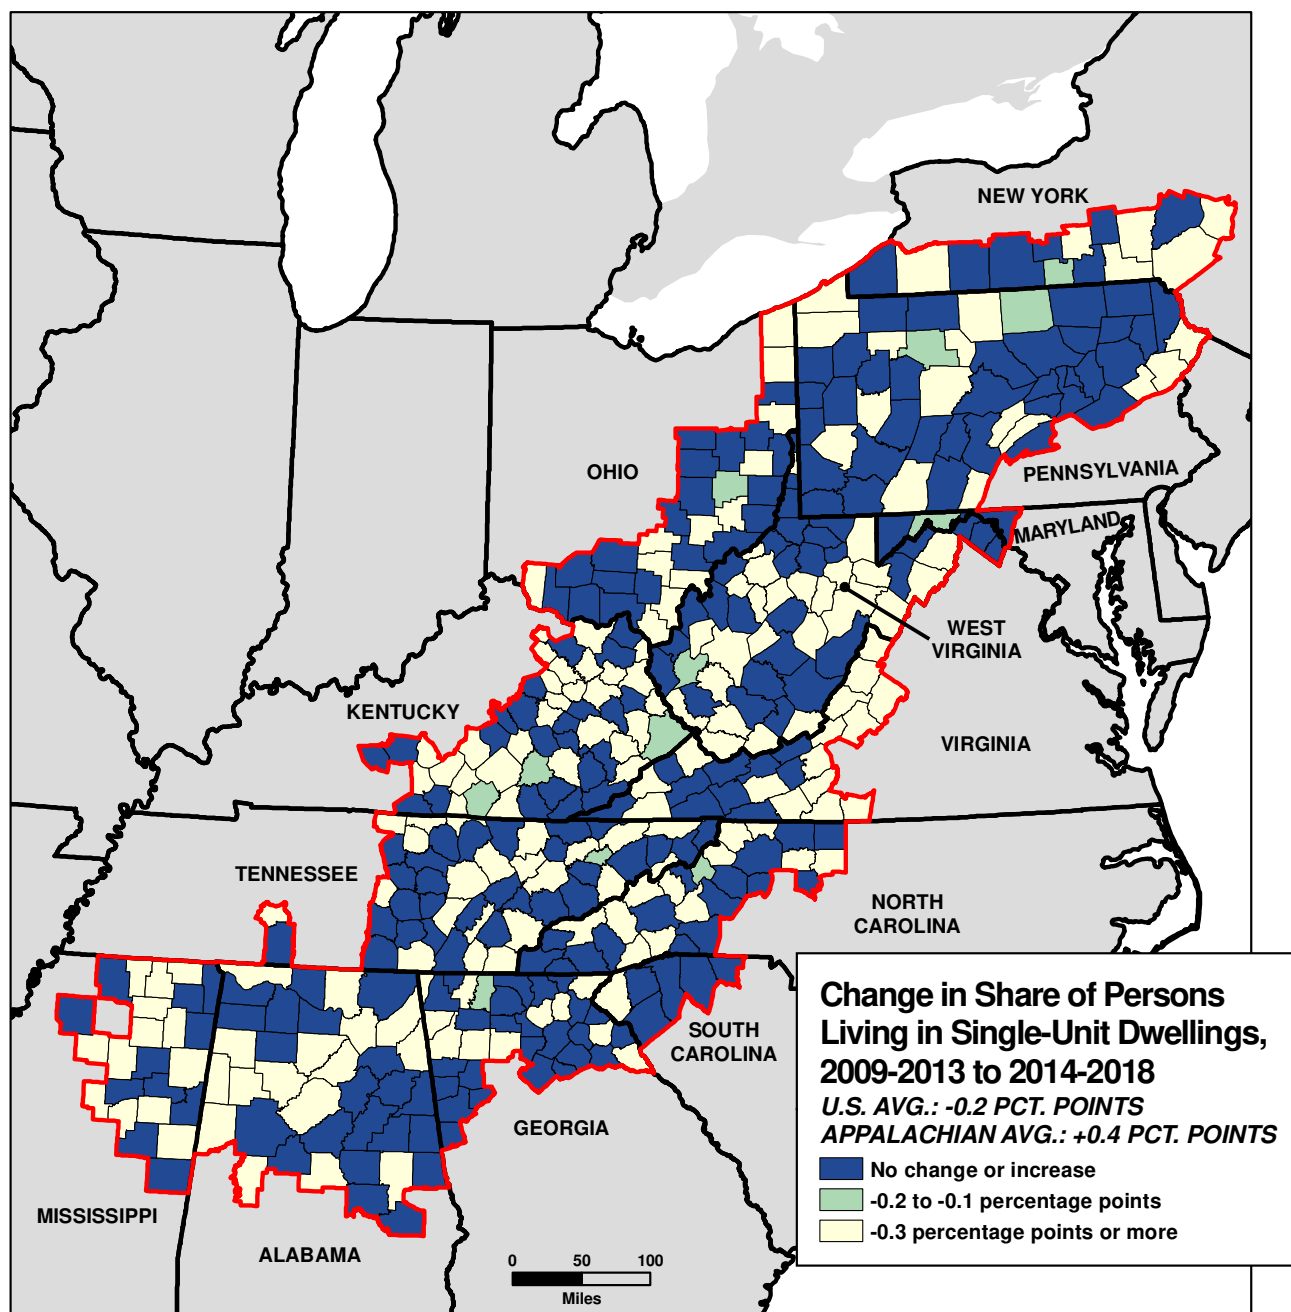 NEW YORK
OHIO
PENNSYLVANIA
MARYLAND
WEST
VIRGINIA
KENTUCKY
VIRGINIA
TENNESSEE
NORTH
CAROLINA
SOUTH
CAROLINA
GEORGIA
MISSISSIPPI
ALABAMA
Change in Share of Persons
Living in Single-Unit Dwellings,
2009-2013 to 2014-2018
U.S. AVG.: -0.2 PCT. POINTS
APPALACHIAN AVG.: +0.4 PCT. POINTS
No change or increase
-0.2 to -0.1 percentage points
-0.3 percentage points or more
0 50 100
Miles